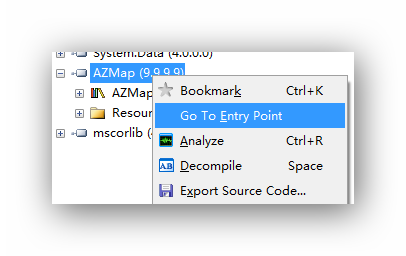 System.Data (4.0.0.0)
AZMap (9.9.9.9)
Bookmark Ctrl+K
AZMap
Go To Entry Point
Resour
Analyze Ctrl+R
mscorlib (4
Decompile Space
Export Source Code...